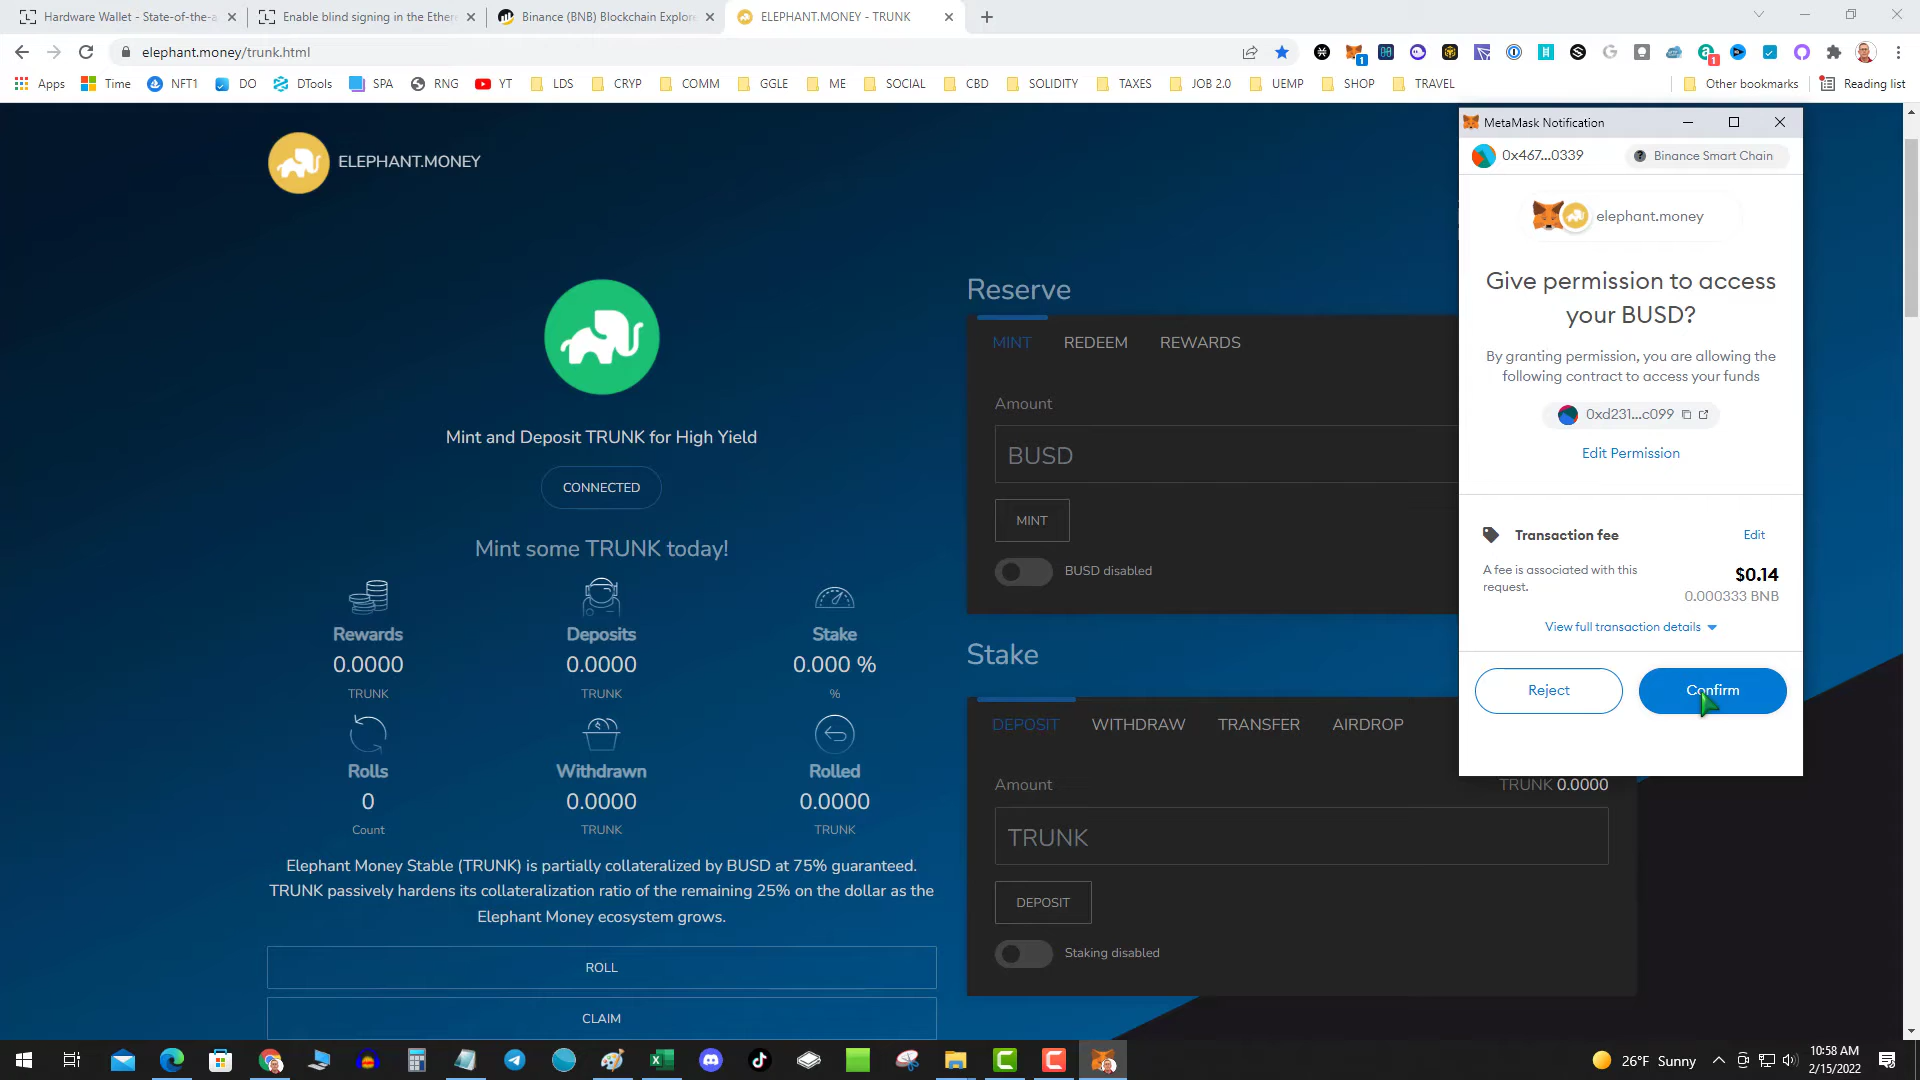 Hardware Wallet - State-of-the-a
Enable blind signing in the Ether
Binance (BNB) Blockchain Explor
ELEPHANT.MONEY - TRUNK
elephant.money/trunk.html
Apps
Time
NFT1
DO
DTools
SPA
RNG
YT
LDS
CRYP
COMM
GGLE
ME
SOCIAL
CBD
SOLIDITY
TAXES
JOB 2.0
UEMP
SHOP
TRAVEL
Other bookmarks
Reading list
ELEPHANT.MONEY
Mint and Deposit TRUNK for High Yield
CONNECTED
Mint some TRUNK today!
Rewards
0.0000
TRUNK
Deposits
0.0000
TRUNK
Stake
0.000 %
%
Rolls
0
Count
Withdrawn
0.0000
TRUNK
Rolled
0.0000
TRUNK
Elephant Money Stable (TRUNK) is partially collateralized by BUSD at 75% guaranteed.
TRUNK passively hardens its collateralization ratio of the remaining 25% on the dollar as the
Elephant Money ecosystem grows.
ROLL
CLAIM
Reserve
MINT REDEEM REWARDS
Amount
BUSD
MINT
BUSD disabled
Stake
DEPOSIT WITHDRAW TRANSFER AIRDROP
Amount
TRUNK 0.0000
TRUNK
DEPOSIT
Staking disabled
MetaMask Notification
0x467...0339
Binance Smart Chain
elephant.money
Give permission to access
your BUSD?
By granting permission, you are allowing the
following contract to access your funds
0xd231...c099
Edit Permission
Transaction fee
Edit
A fee is associated with this
request.
$0.14
0.000333 BNB
View full transaction details
Reject
Confirm
26°F Sunny
10:58 AM
2/15/2022